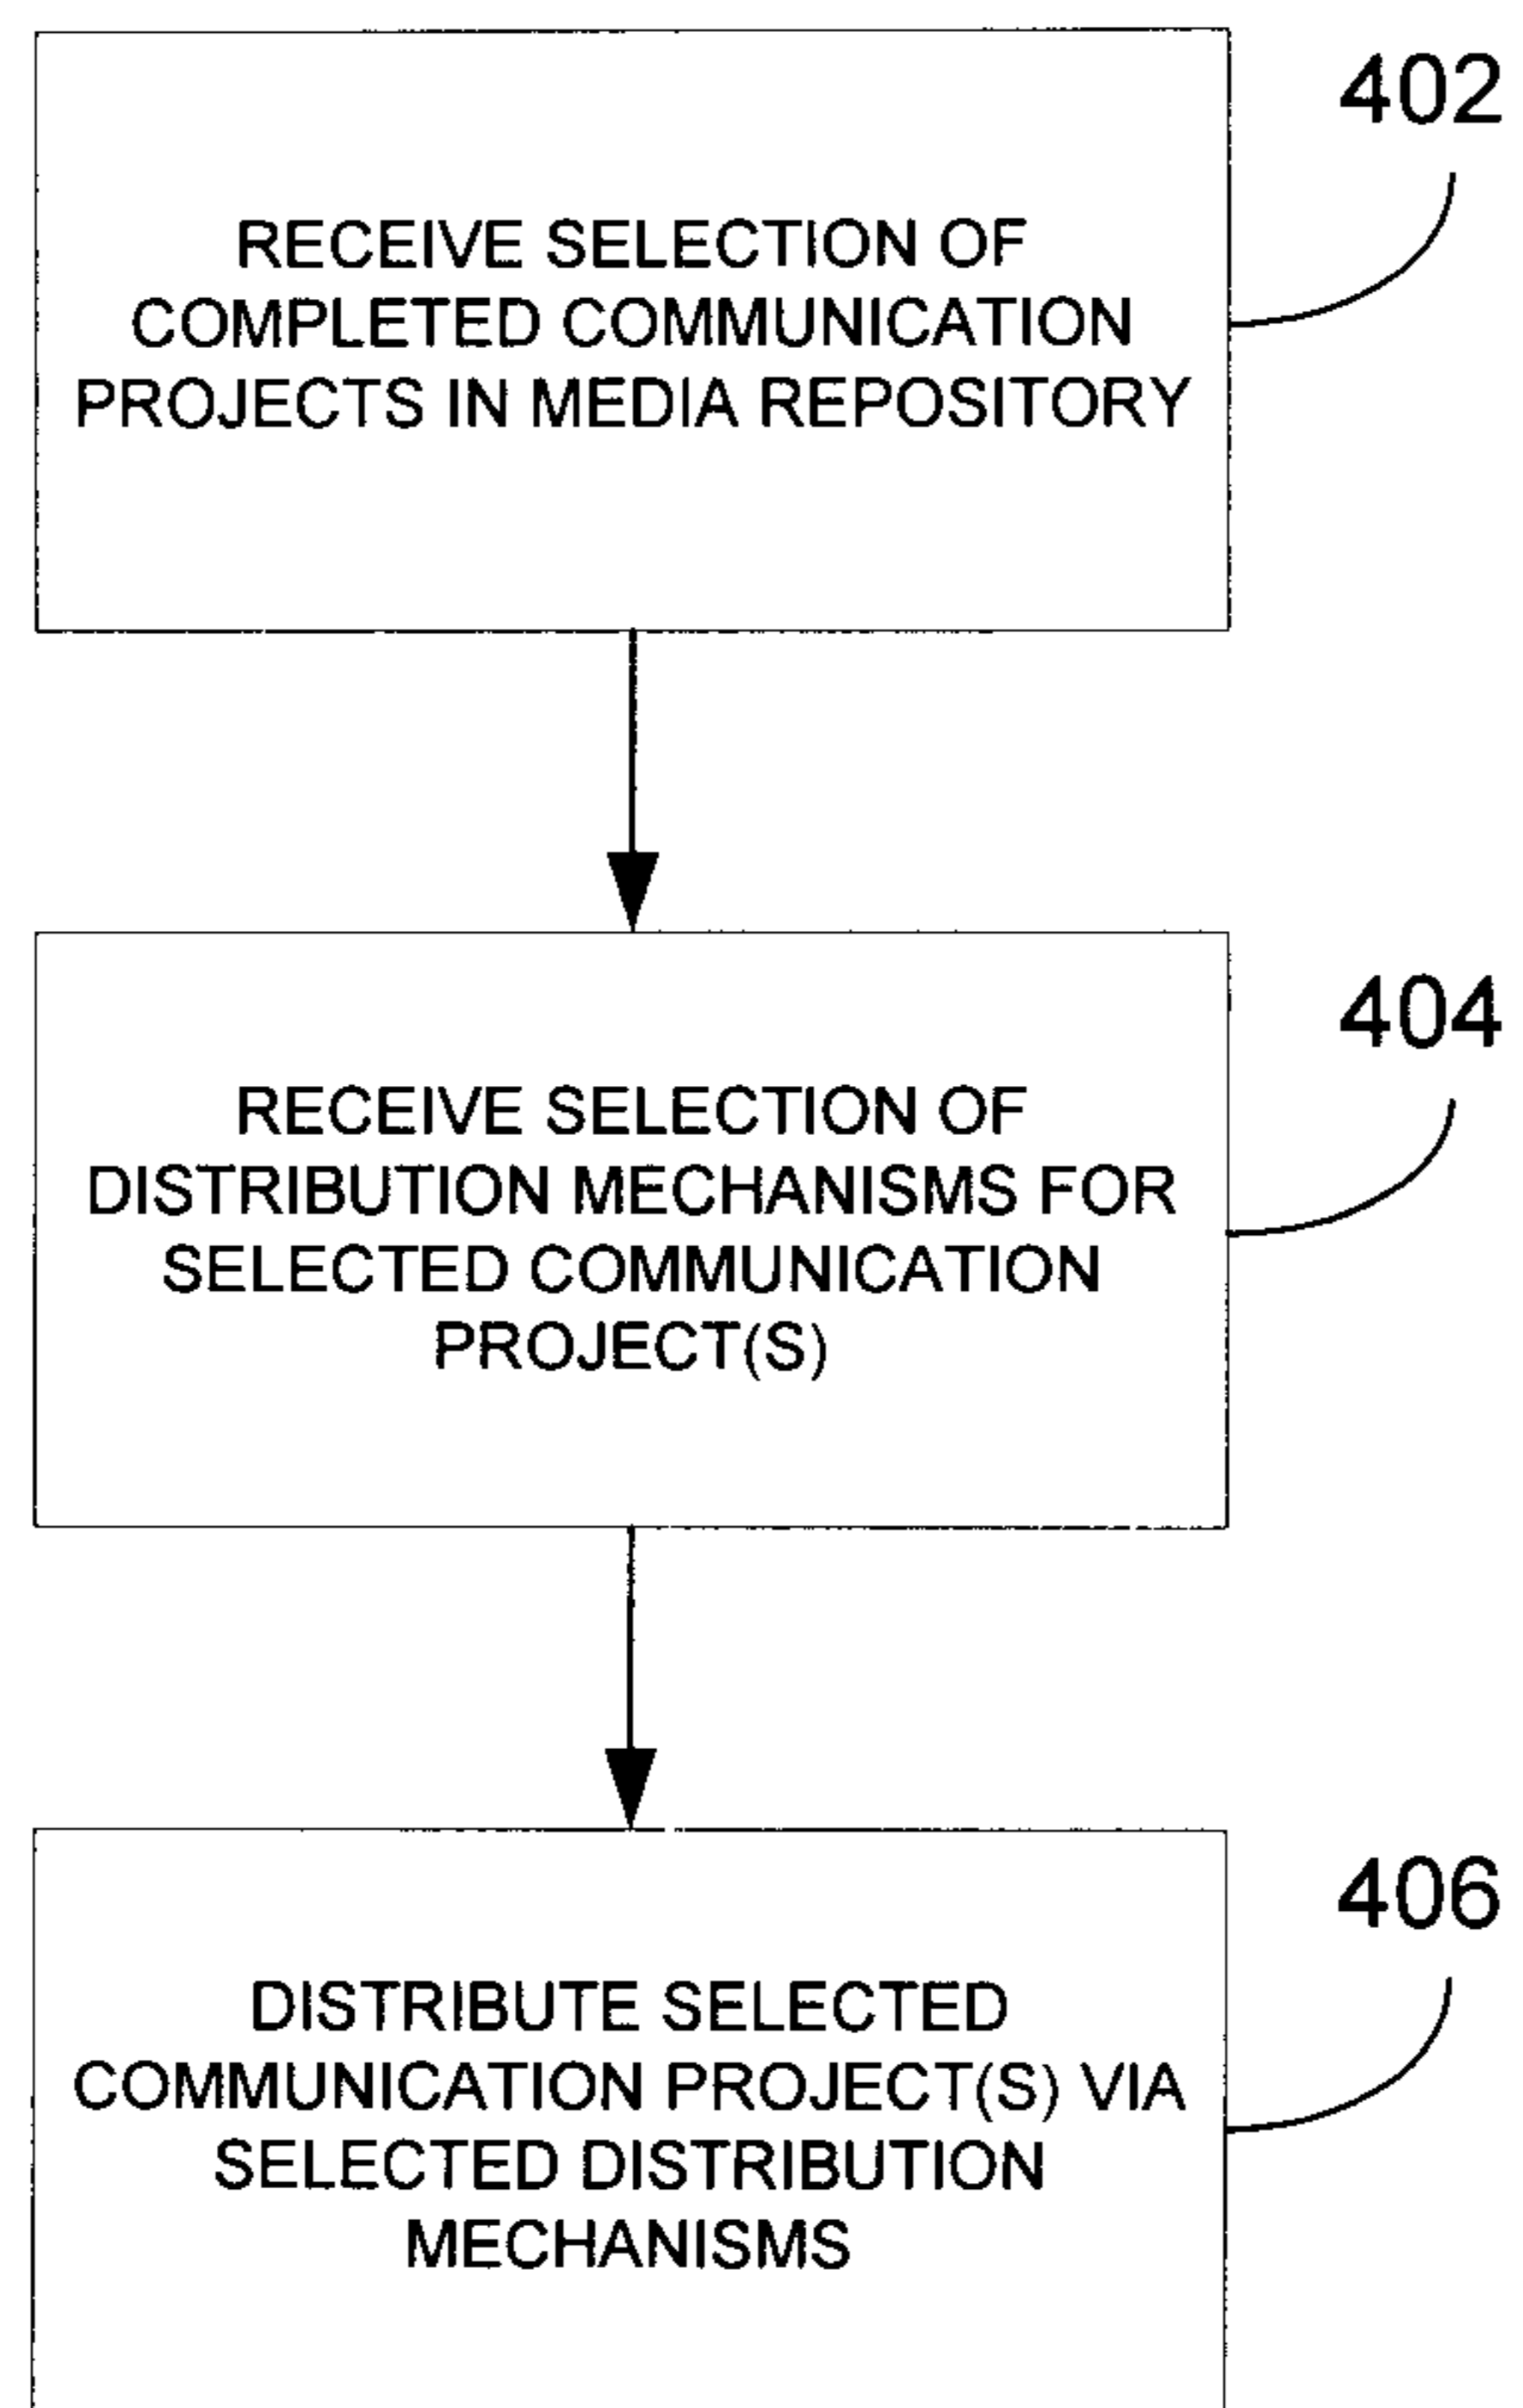 402
RECEIVE SELECTION OF
COMPLETED COMMUNICATION
PROJECTS IN MEDIA REPOSITORY
404
RECEIVE SELECTION OF
DISTRIBUTION MECHANISMS FOR
SELECTED COMMUNICATION
PROJECT(S)
406
DISTRIBUTE SELECTED
COMMUNICATION PROJECT(S) VIA
SELECTED DISTRIBUTION
MECHANISMS